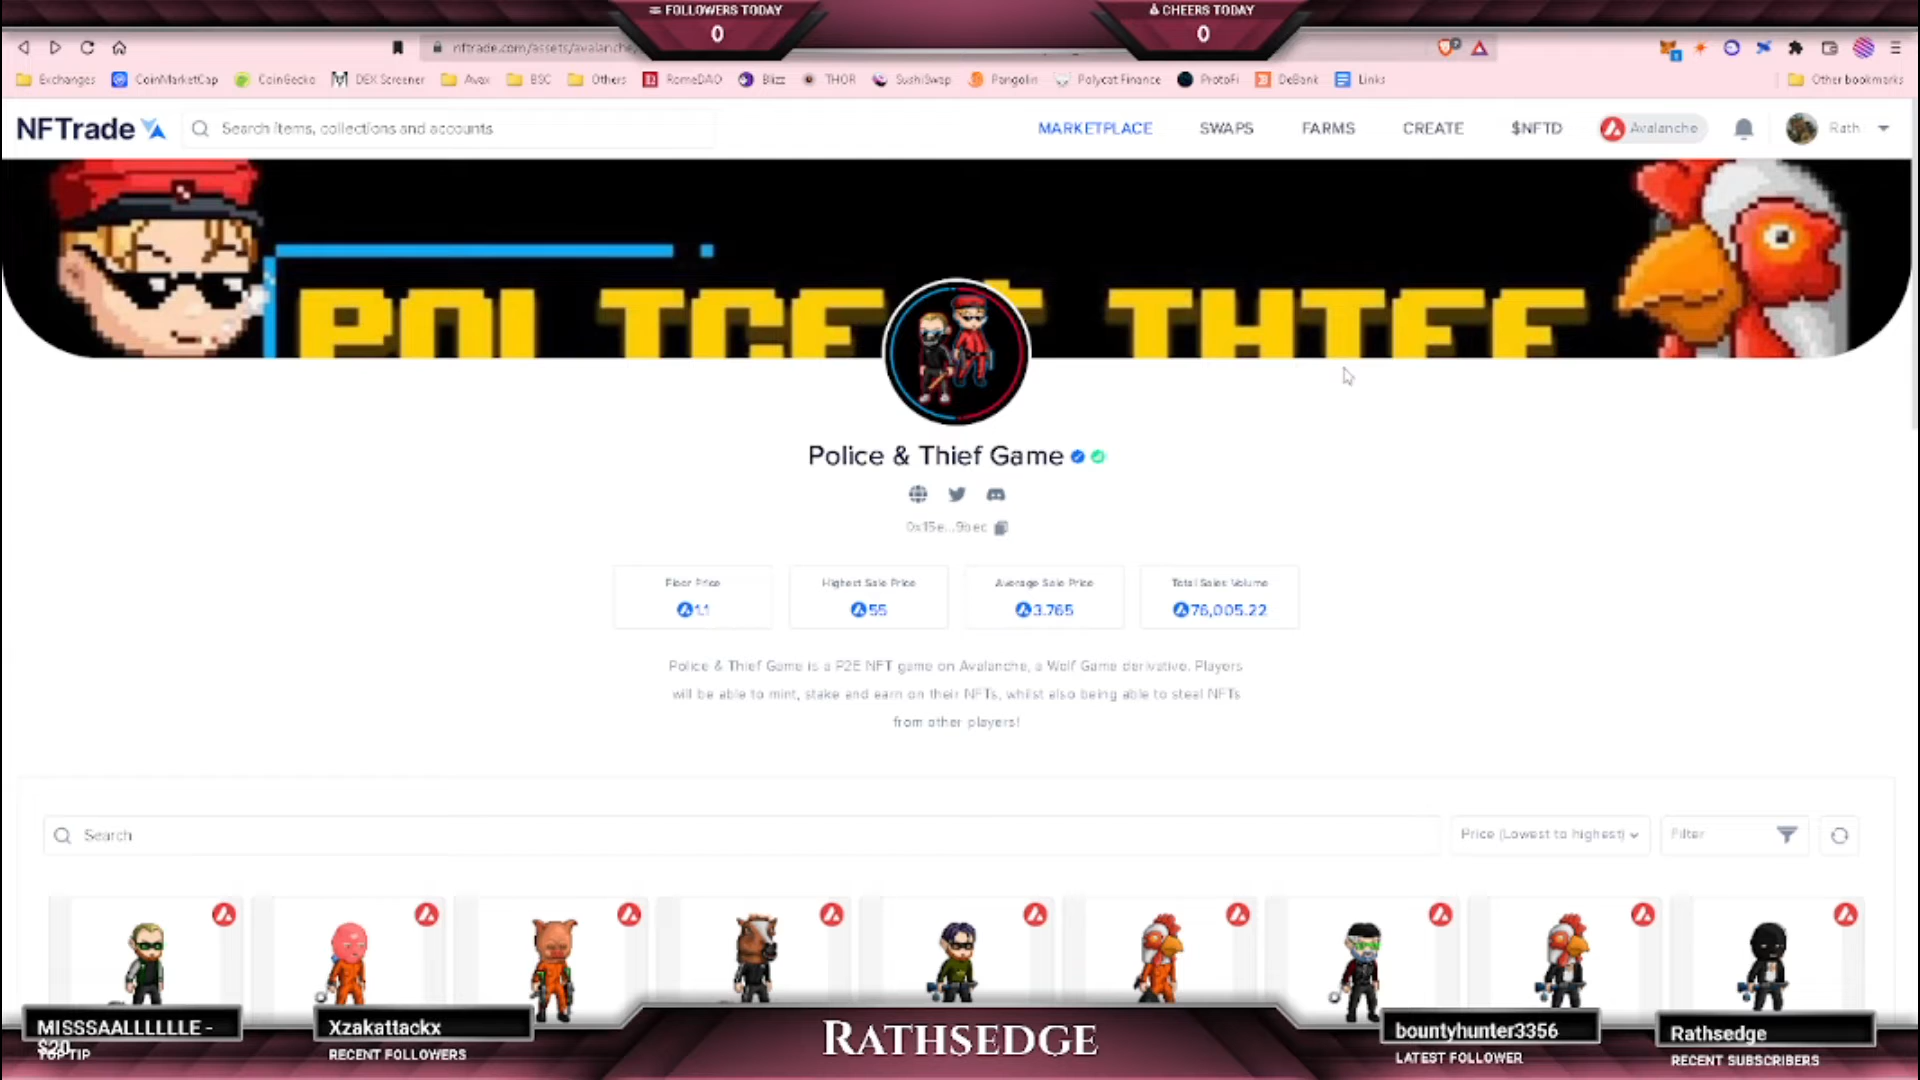 FOLLOWERS TODAY
0
CHEERS TODAY
0
nftrade.com/assets/avalanche/
Exchanges CoinMarketCap CoinGecko DEX Screener Avax BSC Others RomeDAO Blizz THOR SushiSwap Pangolin Polycat Finance ProtoFi DeBank Links Other bookmarks
NFTrade Search items, collections and accounts MARKETPLACE SWAPS FARMS CREATE $NFTD Avalanche Rath
POLICE & THIEF
Police & Thief Game
0x15e...9bec
Floor Price Highest Sale Price Average Sale Price Total Sales Volume
1.1 55 3.765 76,005.22
Police & Thief Game is a P2E NFT game on Avalanche, a Wolf Game derivative. Players
will be able to mint, stake and earn on their NFTs, whilst also being able to steal NFTs
from other players!
Search Price (Lowest to highest) Filter
MISSSAALLLLLLE -
$20
TOP TIP
Xzakattackx
RECENT FOLLOWERS
RATHSEDGE
bountyhunter3356
LATEST FOLLOWER
Rathsedge
RECENT SUBSCRIBERS